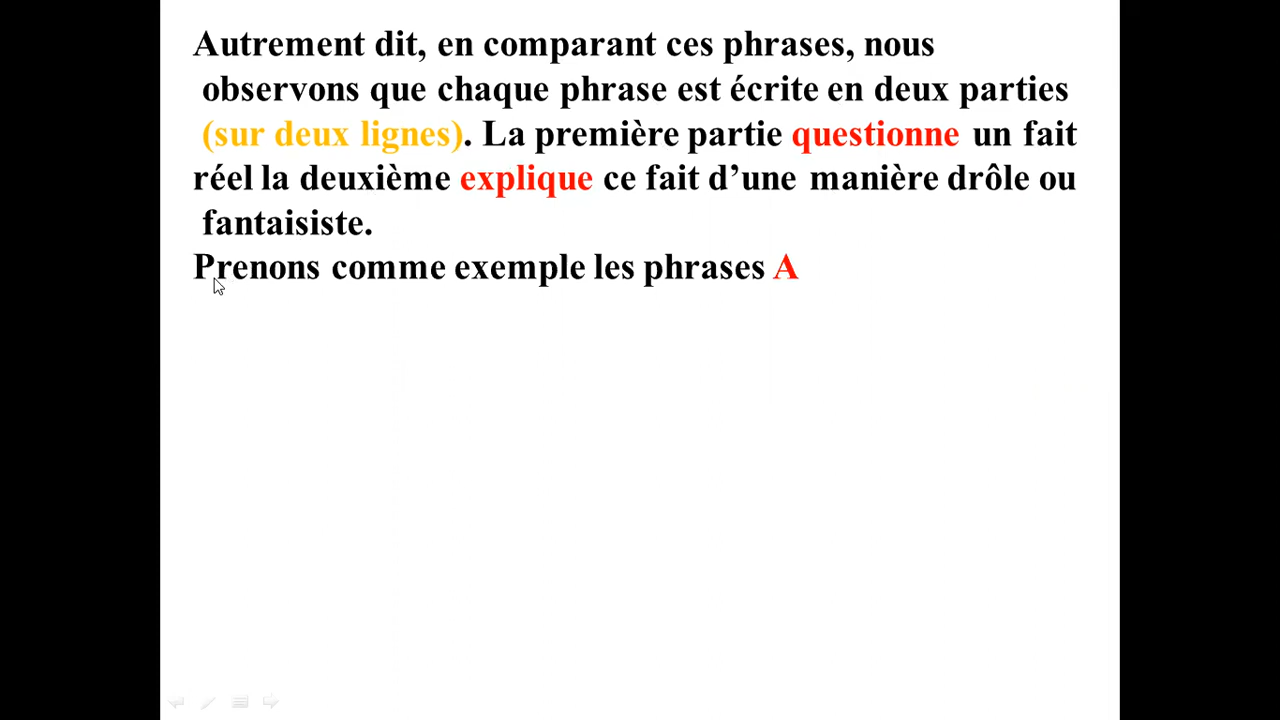 Autrement dit, en comparant ces phrases, nous
observons que chaque phrase est écrite en deux parties
(sur deux lignes). La première partie questionne un fait
réel la deuxième explique ce fait d’une manière drôle ou
fantaisiste.
Prenons comme exemple les phrases A